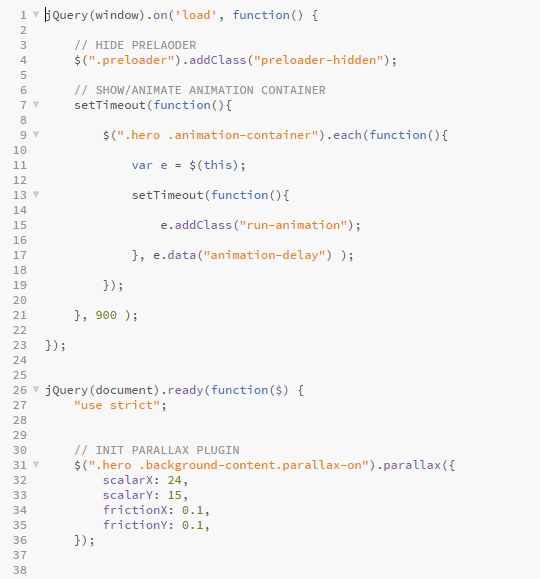 1 jQuery(window).on('load', function() {
2
3 // HIDE PRELAODER
4 $(".preloader").addClass("preloader-hidden");
5
6 // SHOW/ANIMATE ANIMATION CONTAINER
7 setTimeout(function(){
8
9 $(".hero .animation-container").each(function(){
10
11 var e = $(this);
12
13 setTimeout(function(){
14
15 e.addClass("run-animation");
16
17 }, e.data("animation-delay") );
18
19 });
20
21 }, 900 );
22
23 });
24
25
26 jQuery(document).ready(function($) {
27 "use strict";
28
29
30 // INIT PARALLAX PLUGIN
31 $(".hero .background-content.parallax-on").parallax({
32 scalarX: 24,
33 scalarY: 15,
34 frictionX: 0.1,
35 frictionY: 0.1,
36 });
37
38